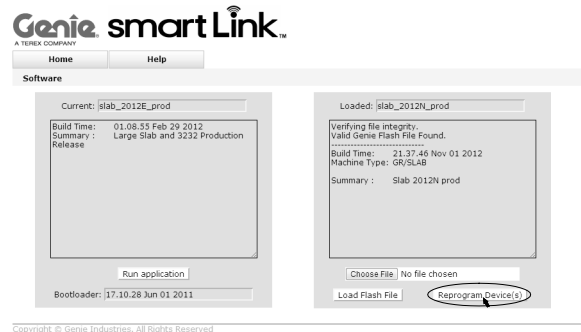 Genie. smartLink™
A TEREX COMPANY
Home Help
Software
Current: slab_2012E_prod
Build Time: 01.08.55 Feb 29 2012
Summary : Large Slab and 3232 Production
Release
Run application
Bootloader: 17.10.28 Jun 01 2011
Loaded: slab_2012N_prod
Verifying file integrity.
Valid Genie Flash File Found.
----------------------------
Build Time: 21.37.46 Nov 01 2012
Machine Type: GR/SLAB
Summary : Slab 2012N prod
Choose File No file chosen
Load Flash File Reprogram Device(s)
Copyright © Genie Industries. All Rights Reserved